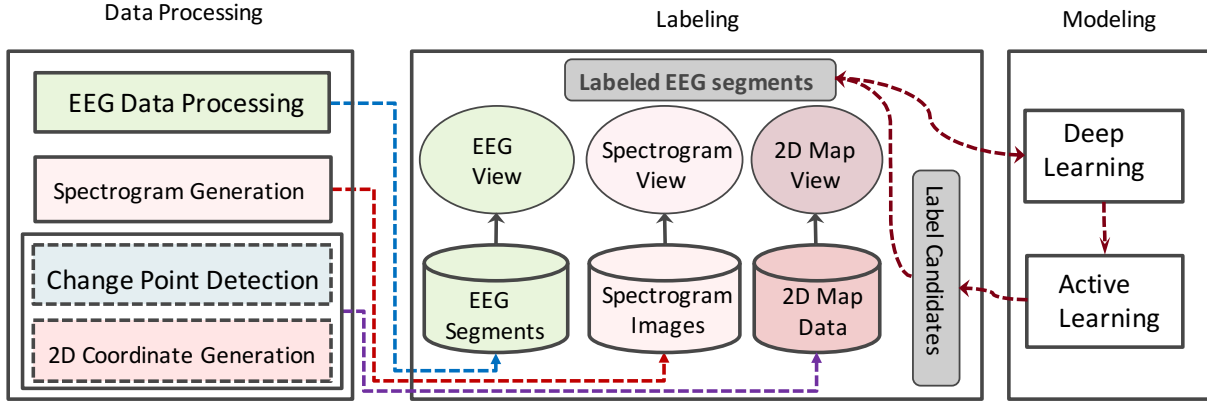 Data Processing
EEG Data Processing
Spectrogram Generation
Change Point Detection
2D Coordinate Generation
Labeling
Labeled EEG segments
EEG
View
Spectrogram
View
2D Map
View
EEG
Segments
Spectrogram
Images
2D Map
Data
Label Candidates
Modeling
Deep
Learning
Active
Learning